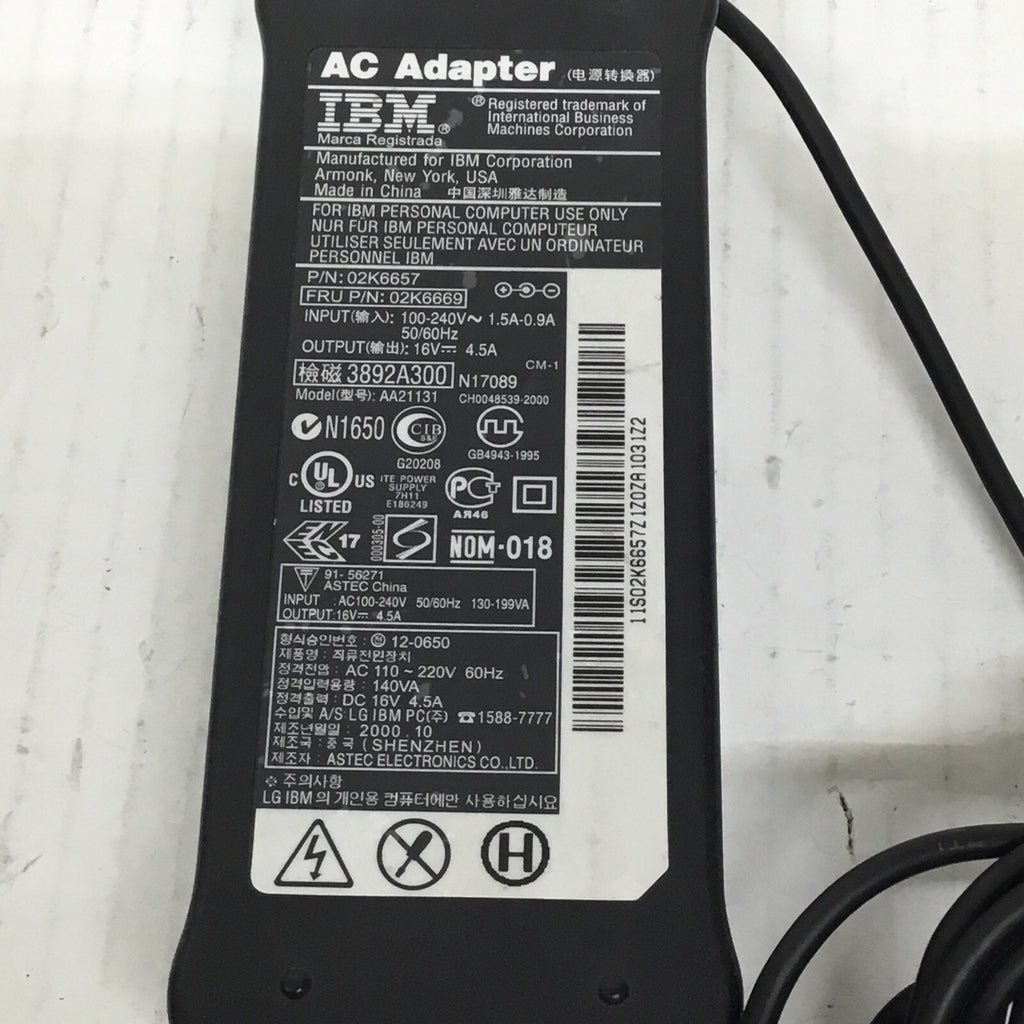 AC Adapter (电源转换器)
IBM®
Marca Registrada
® Registered trademark of
International Business
Machines Corporation
Manufactured for IBM Corporation
Armonk, New York, USA
Made in China 中国深圳雅达制造
FOR IBM PERSONAL COMPUTER USE ONLY
NUR FÜR IBM PERSONAL COMPUTEUR
UTILISER SEULEMENT AVEC UN ORDINATEUR
PERSONNEL IBM
P/N: 02K6657
FRU P/N: 02K6669
INPUT(输入): 100-240V~ 1.5A-0.9A
50/60Hz
OUTPUT(输出): 16V⎓ 4.5A
CM-1
檢磁 3892A300 N17089
Model(型号): AA21131 CH0048539-2000
N1650 CIB
G20208 GB4943-1995
C UL US
LISTED
ITE POWER
SUPPLY
7H11
E186249
PCT
АЯ46
17
000305-00
S
NOM-018
T 91- 56271
ASTEC China
INPUT : AC100-240V 50/60Hz 130-199VA
OUTPUT:16V⎓ 4.5A
형식승인번호 : 12-0650
제품명 : 직류전원장치
정격전압 : AC 110 ~ 220V 60Hz
정격입력용량 : 140VA
정격출력 : DC 16V 4.5A
수입및 A/S:LG IBM PC(주) ☎1588-7777
제조년월일 : 2000. 10
제조국 : 중국 (SHENZHEN)
제조자 : ASTEC ELECTRONICS CO.,LTD.
※ 주의사항
LG IBM 의 개인용 컴퓨터에만 사용하십시요
11S02K6657Z1Z0ZA1031Z2
H